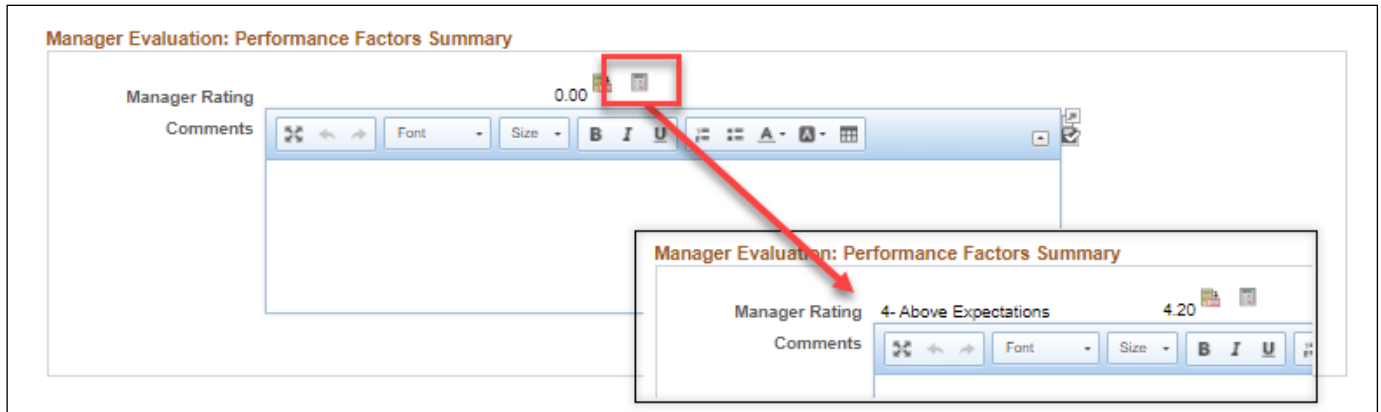 Manager Evaluation: Performance Factors Summary
Manager Rating 0.00
Comments
Font Size B I U A A
Manager Evaluation: Performance Factors Summary
Manager Rating 4- Above Expectations 4.20
Comments
Font Size B I U